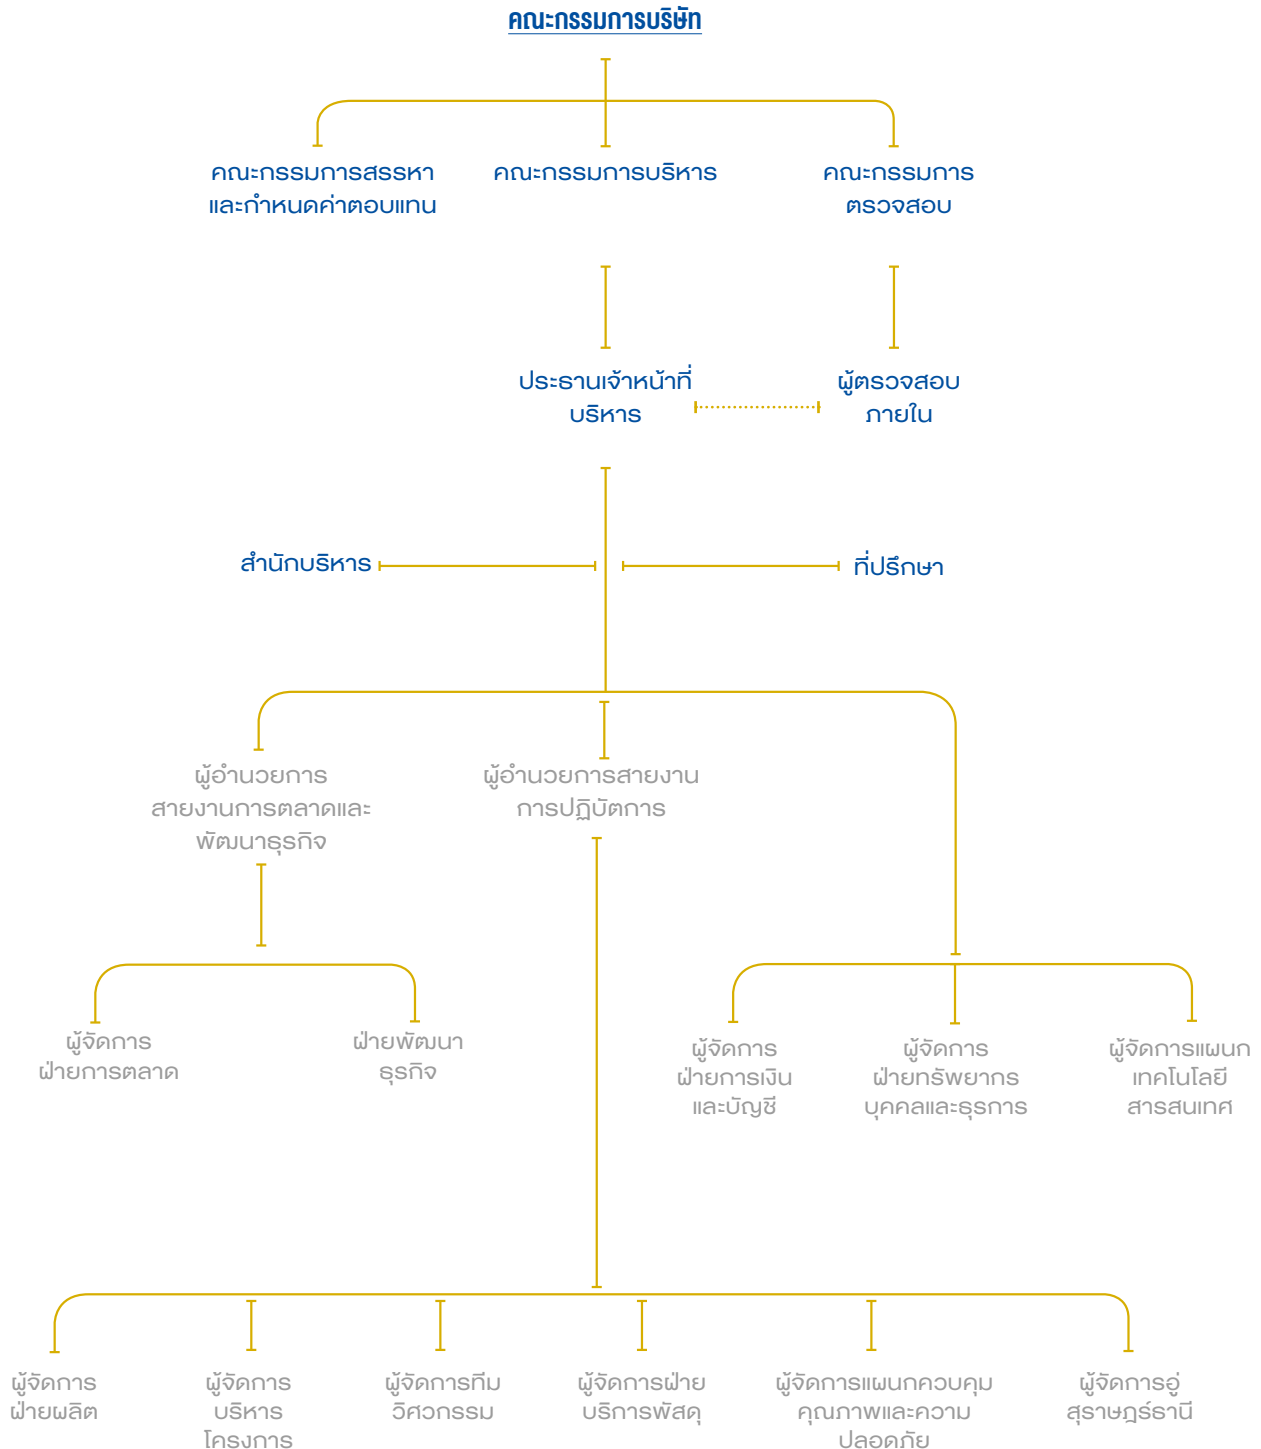 คณะกรรมการบริษัท
คณะกรรมการสรรหา
และกำหนดค่าตอบแทน
คณะกรรมการบริหาร
คณะกรรมการ
ตรวจสอบ
ประธานเจ้าหน้าที่
บริหาร
ผู้ตรวจสอบ
ภายใน
สำนักบริหาร
ที่ปรึกษา
ผู้อำนวยการ
สายงานการตลาดและ
พัฒนาธุรกิจ
ผู้อำนวยการสายงาน
การปฏิบัตการ
ผู้จัดการ
ฝ่ายการตลาด
ฝ่ายพัฒนา
ธุรกิจ
ผู้จัดการ
ฝ่ายการเงิน
และบัญชี
ผู้จัดการ
ฝ่ายทรัพยากร
บุคคลและธุรการ
ผู้จัดการแผนก
เทคโนโลยี
สารสนเทศ
ผู้จัดการ
ฝ่ายผลิต
ผู้จัดการ
บริหาร
โครงการ
ผู้จัดการทีม
วิศวกรรม
ผู้จัดการฝ่าย
บริการพัสดุ
ผู้จัดการแผนกควบคุม
คุณภาพและความ
ปลอดภัย
ผู้จัดการอู่
สุราษฎร์ธานี